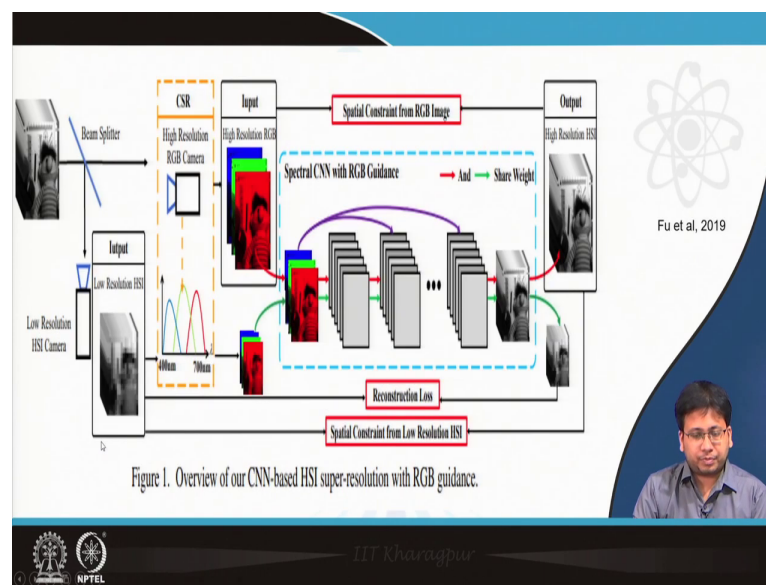 CSR
Iuput
Output
Spatial Constraint from RGB Image
Beam Splitter
High Resolution
RGB Camera
High Resolution RGB
High Resolution HSI
Spectral CNN with RGB Guidance
And
Share Weight
Fu et al, 2019
Iutput
Low Resolution HSI
Low Resolution
HSI Camera
400nm
700nm
λ
Reconstruction Loss
Spatial Constraint from Low Resolution HSI
Figure 1. Overview of our CNN-based HSI super-resolution with RGB guidance.
IIT Kharagpur
NPTEL